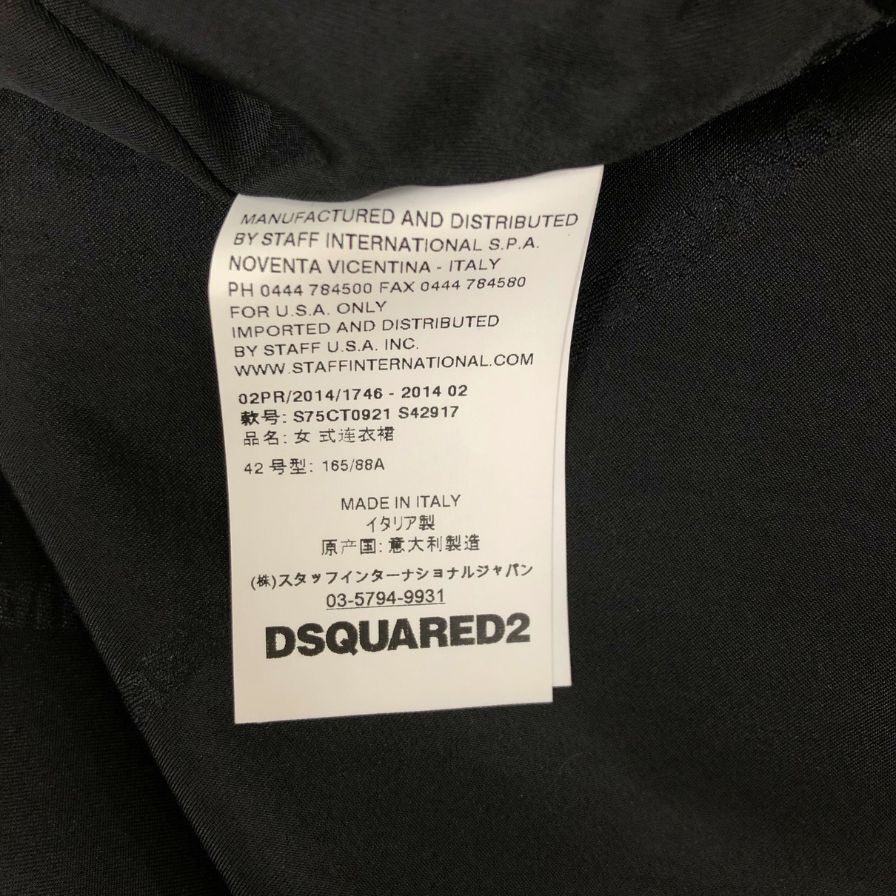 MANUFACTURED AND DISTRIBUTED
BY STAFF INTERNATIONAL S.P.A.
NOVENTA VICENTINA - ITALY
PH 0444 784500 FAX 0444 784580
FOR U.S.A. ONLY
IMPORTED AND DISTRIBUTED
BY STAFF U.S.A. INC.
WWW.STAFFINTERNATIONAL.COM
02PR/2014/1746 - 2014 02
款号: S75CT0921 S42917
品名: 女 式连衣裙
42 号型: 165/88A
MADE IN ITALY
イタリア製
原产国: 意大利製造
(株)スタッフインターナショナルジャパン
03-5794-9931
DSQUARED2